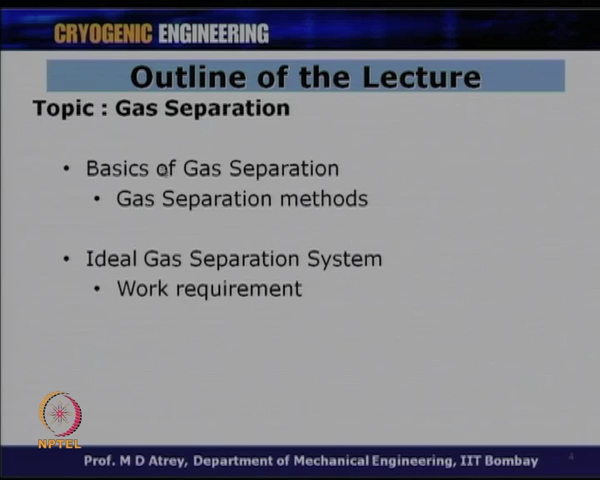 CRYOGENIC ENGINEERING
Outline of the Lecture
Topic : Gas Separation
• Basics of Gas Separation
• Gas Separation methods
• Ideal Gas Separation System
• Work requirement
NPTEL
Prof. M D Atrey, Department of Mechanical Engineering, IIT Bombay
4